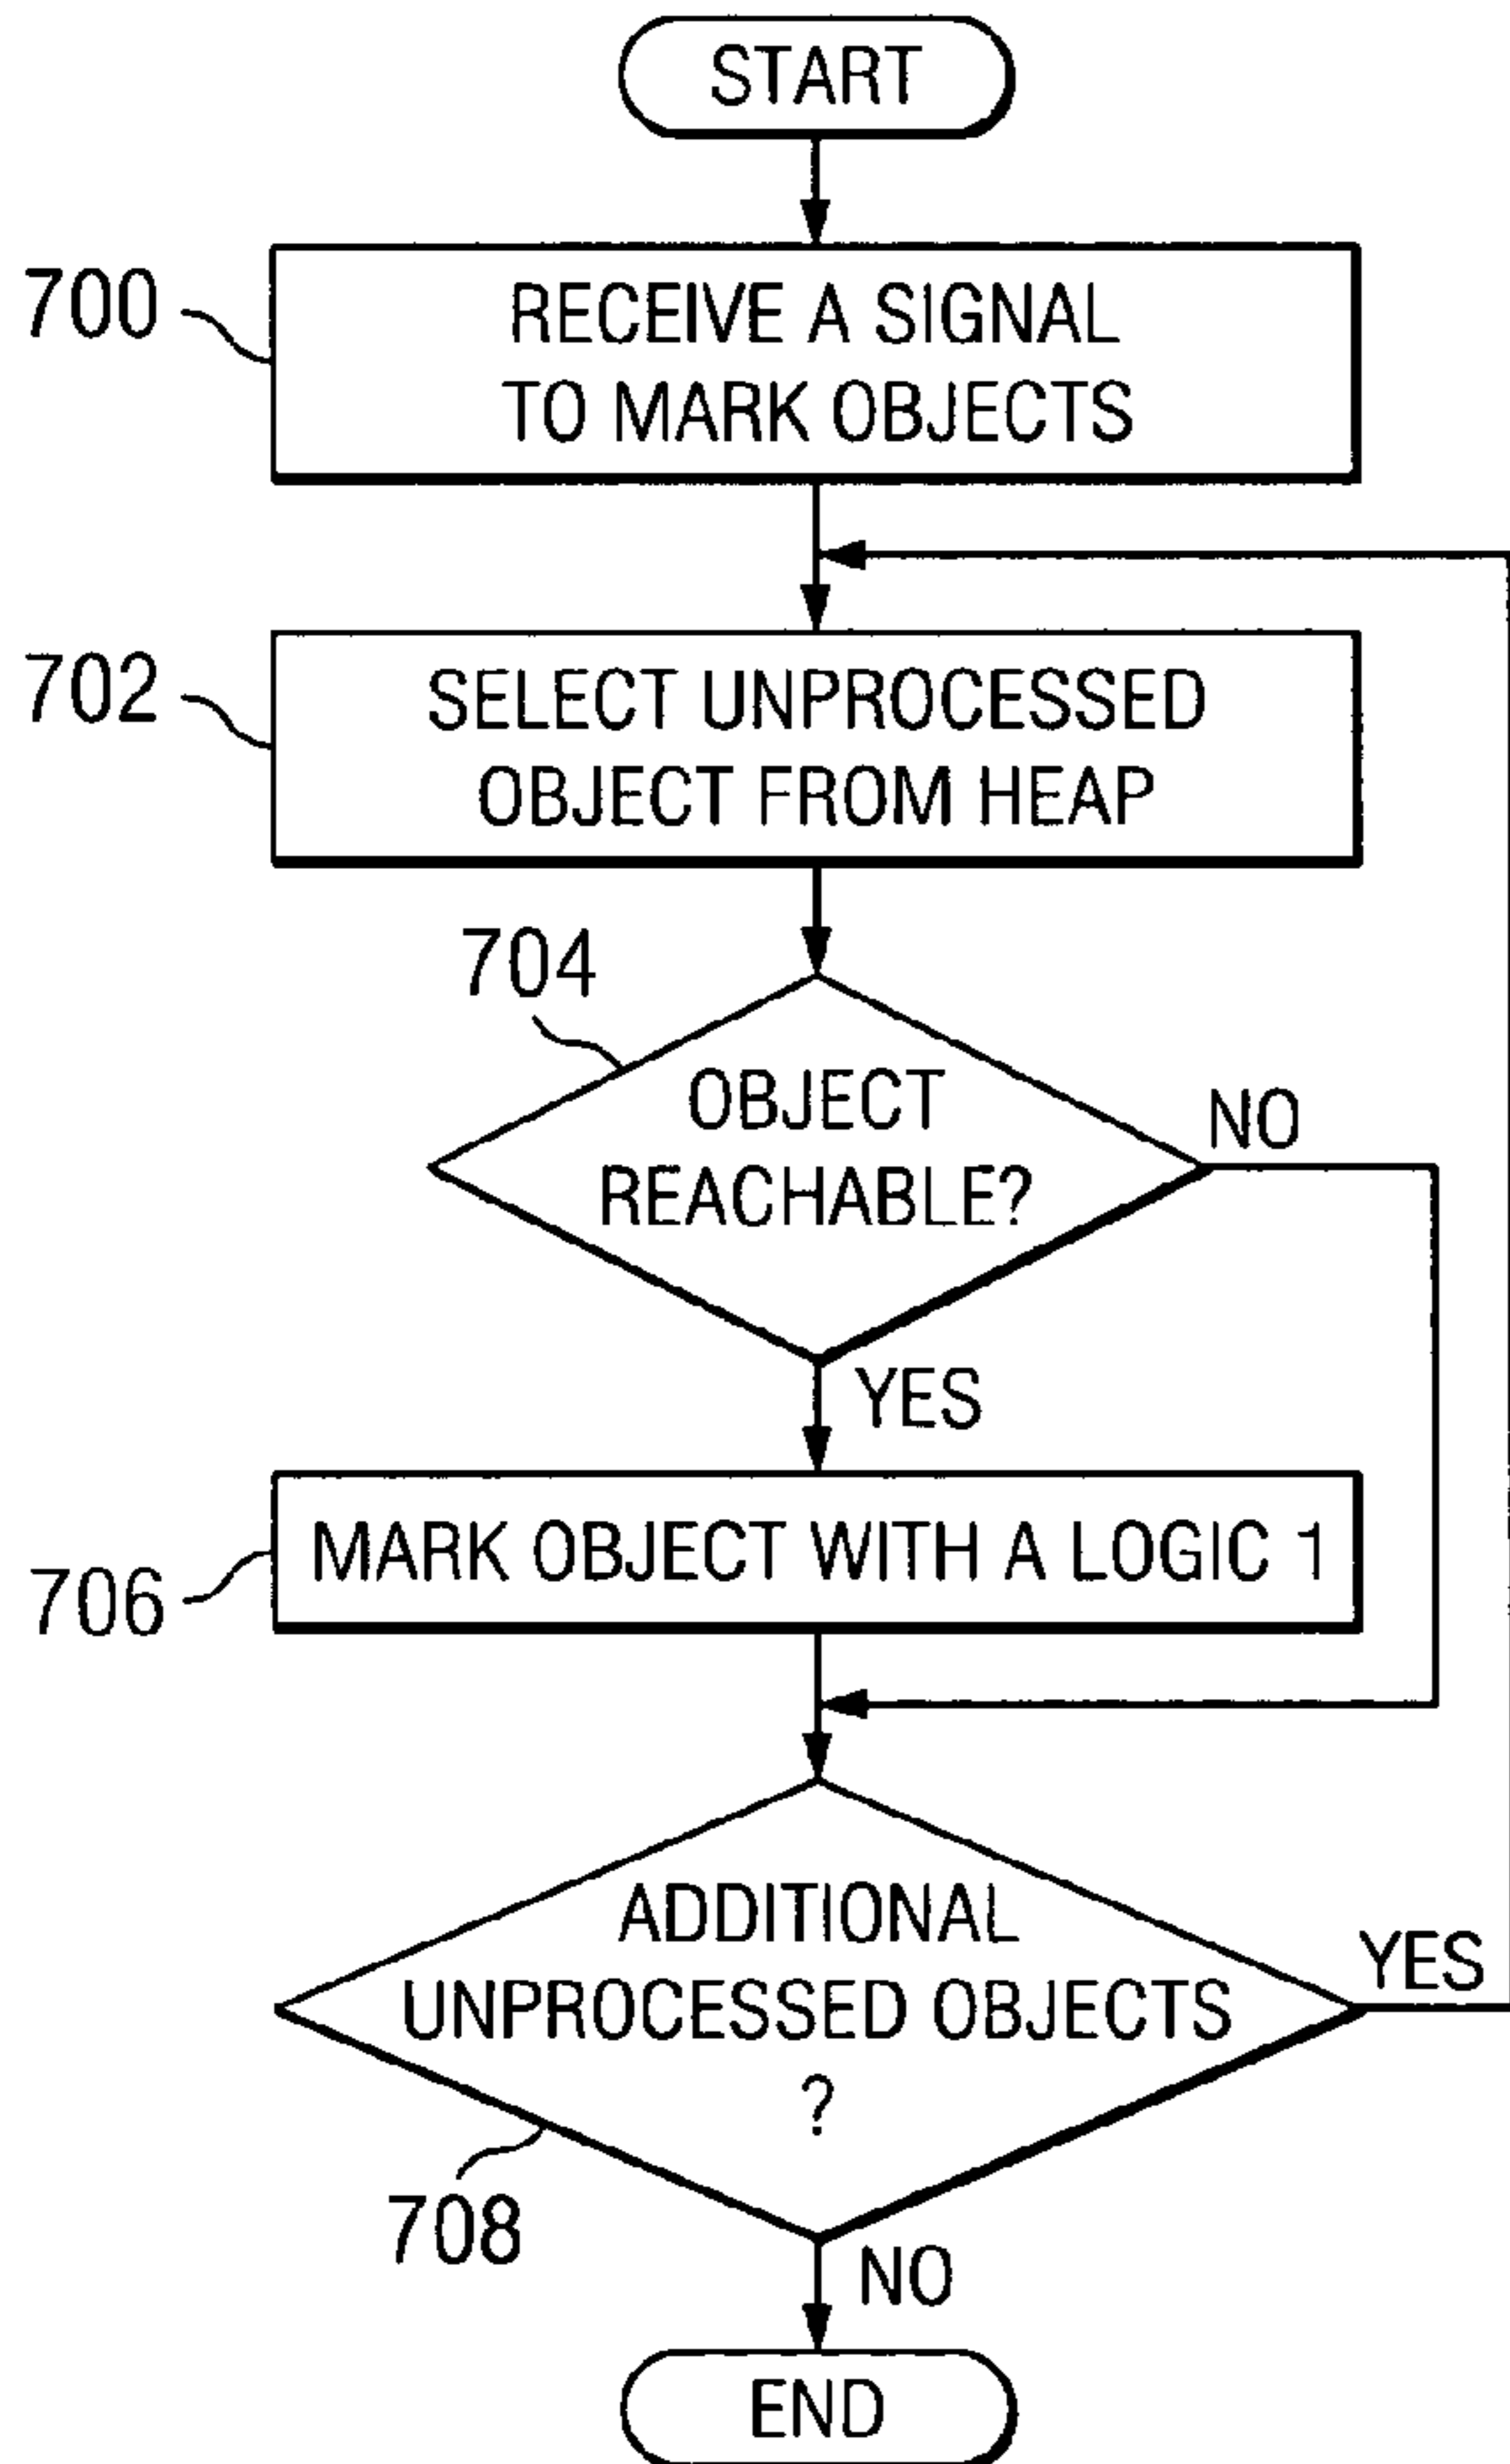 START
700
RECEIVE A SIGNAL
TO MARK OBJECTS
702
SELECT UNPROCESSED
OBJECT FROM HEAP
704
OBJECT
REACHABLE?
NO
YES
706
MARK OBJECT WITH A LOGIC 1
ADDITIONAL
UNPROCESSED OBJECTS
?
YES
708
NO
END